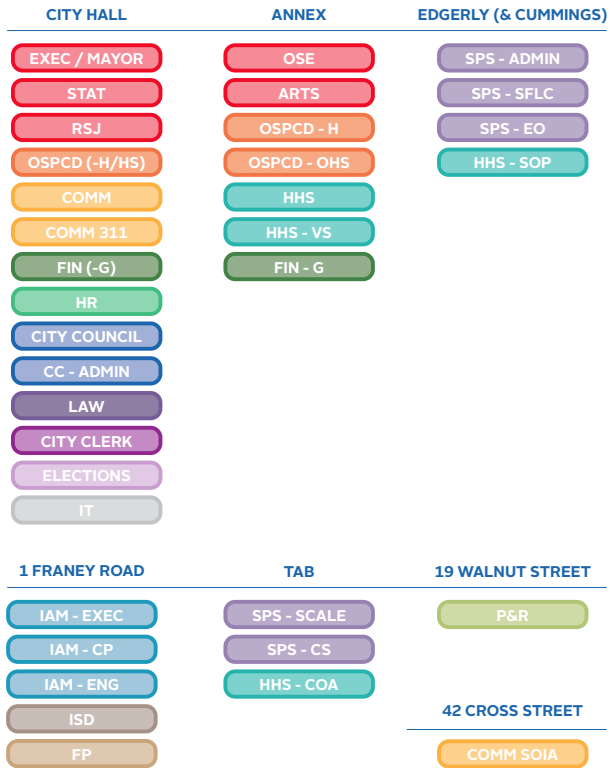 CITY HALL
EXEC / MAYOR
STAT
RSJ
OSPCD (-H/HS)
COMM
COMM 311
FIN (-G)
HR
CITY COUNCIL
CC - ADMIN
LAW
CITY CLERK
ELECTIONS
IT
ANNEX
OSE
ARTS
OSPCD - H
OSPCD - OHS
HHS
HHS - VS
FIN - G
EDGERLY (& CUMMINGS)
SPS - ADMIN
SPS - SFLC
SPS - EO
HHS - SOP
1 FRANEY ROAD
IAM - EXEC
IAM - CP
IAM - ENG
ISD
FP
TAB
SPS - SCALE
SPS - CS
HHS - COA
19 WALNUT STREET
P&R
42 CROSS STREET
COMM SOIA